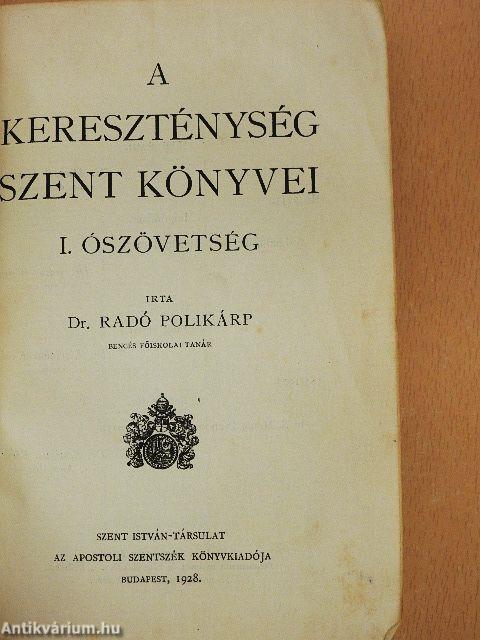 A
KERESZTÉNYSÉG
SZENT KÖNYVEI
I. ÓSZÖVETSÉG
IRTA
Dr. RADÓ POLIKÁRP
BENCÉS FŐISKOLAI TANÁR
SZENT ISTVÁN-TÁRSULAT
AZ APOSTOLI SZENTSZÉK KÖNYVKIADÓJA
BUDAPEST, 1928.
Antikvárium.hu